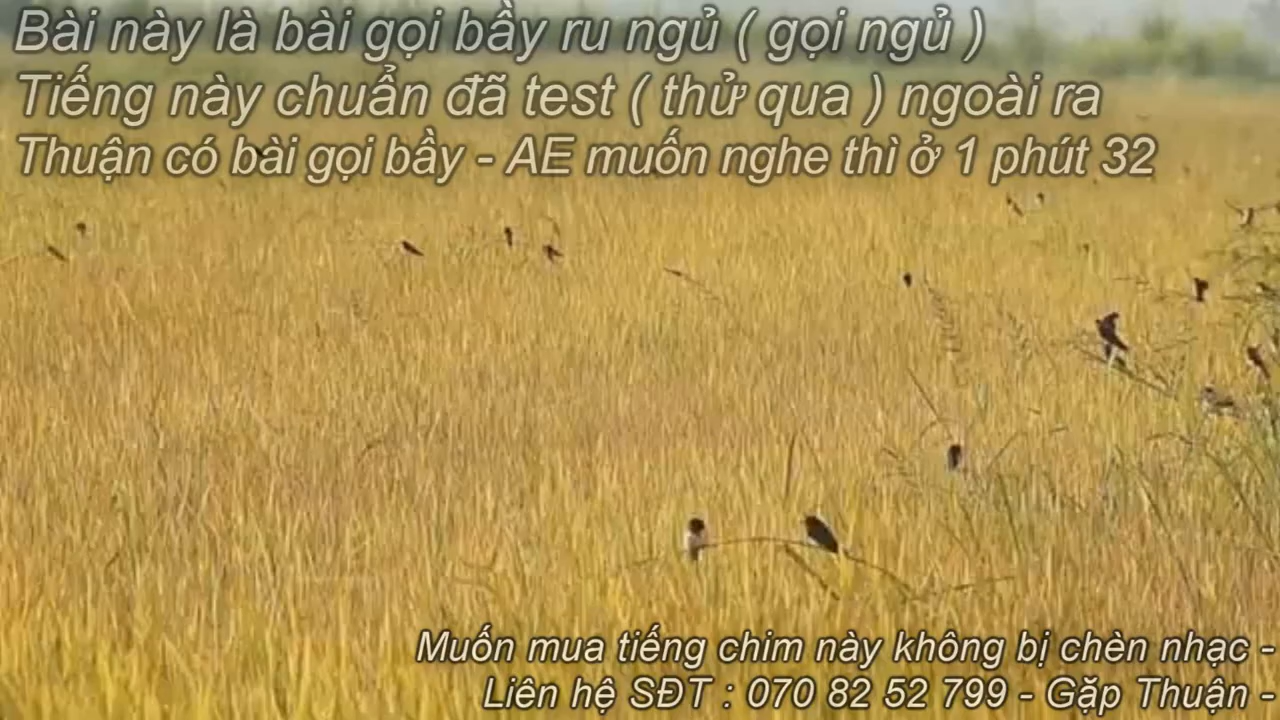 Bài này là bài gọi bầy ru ngủ ( gọi ngủ )
Tiếng này chuẩn đã test ( thử qua ) ngoài ra
Thuận có bài gọi bầy - AE muốn nghe thì ở 1 phút 32
Muốn mua tiếng chim này không bị chèn nhạc -
Liên hệ SĐT : 070 82 52 799 - Gặp Thuận -